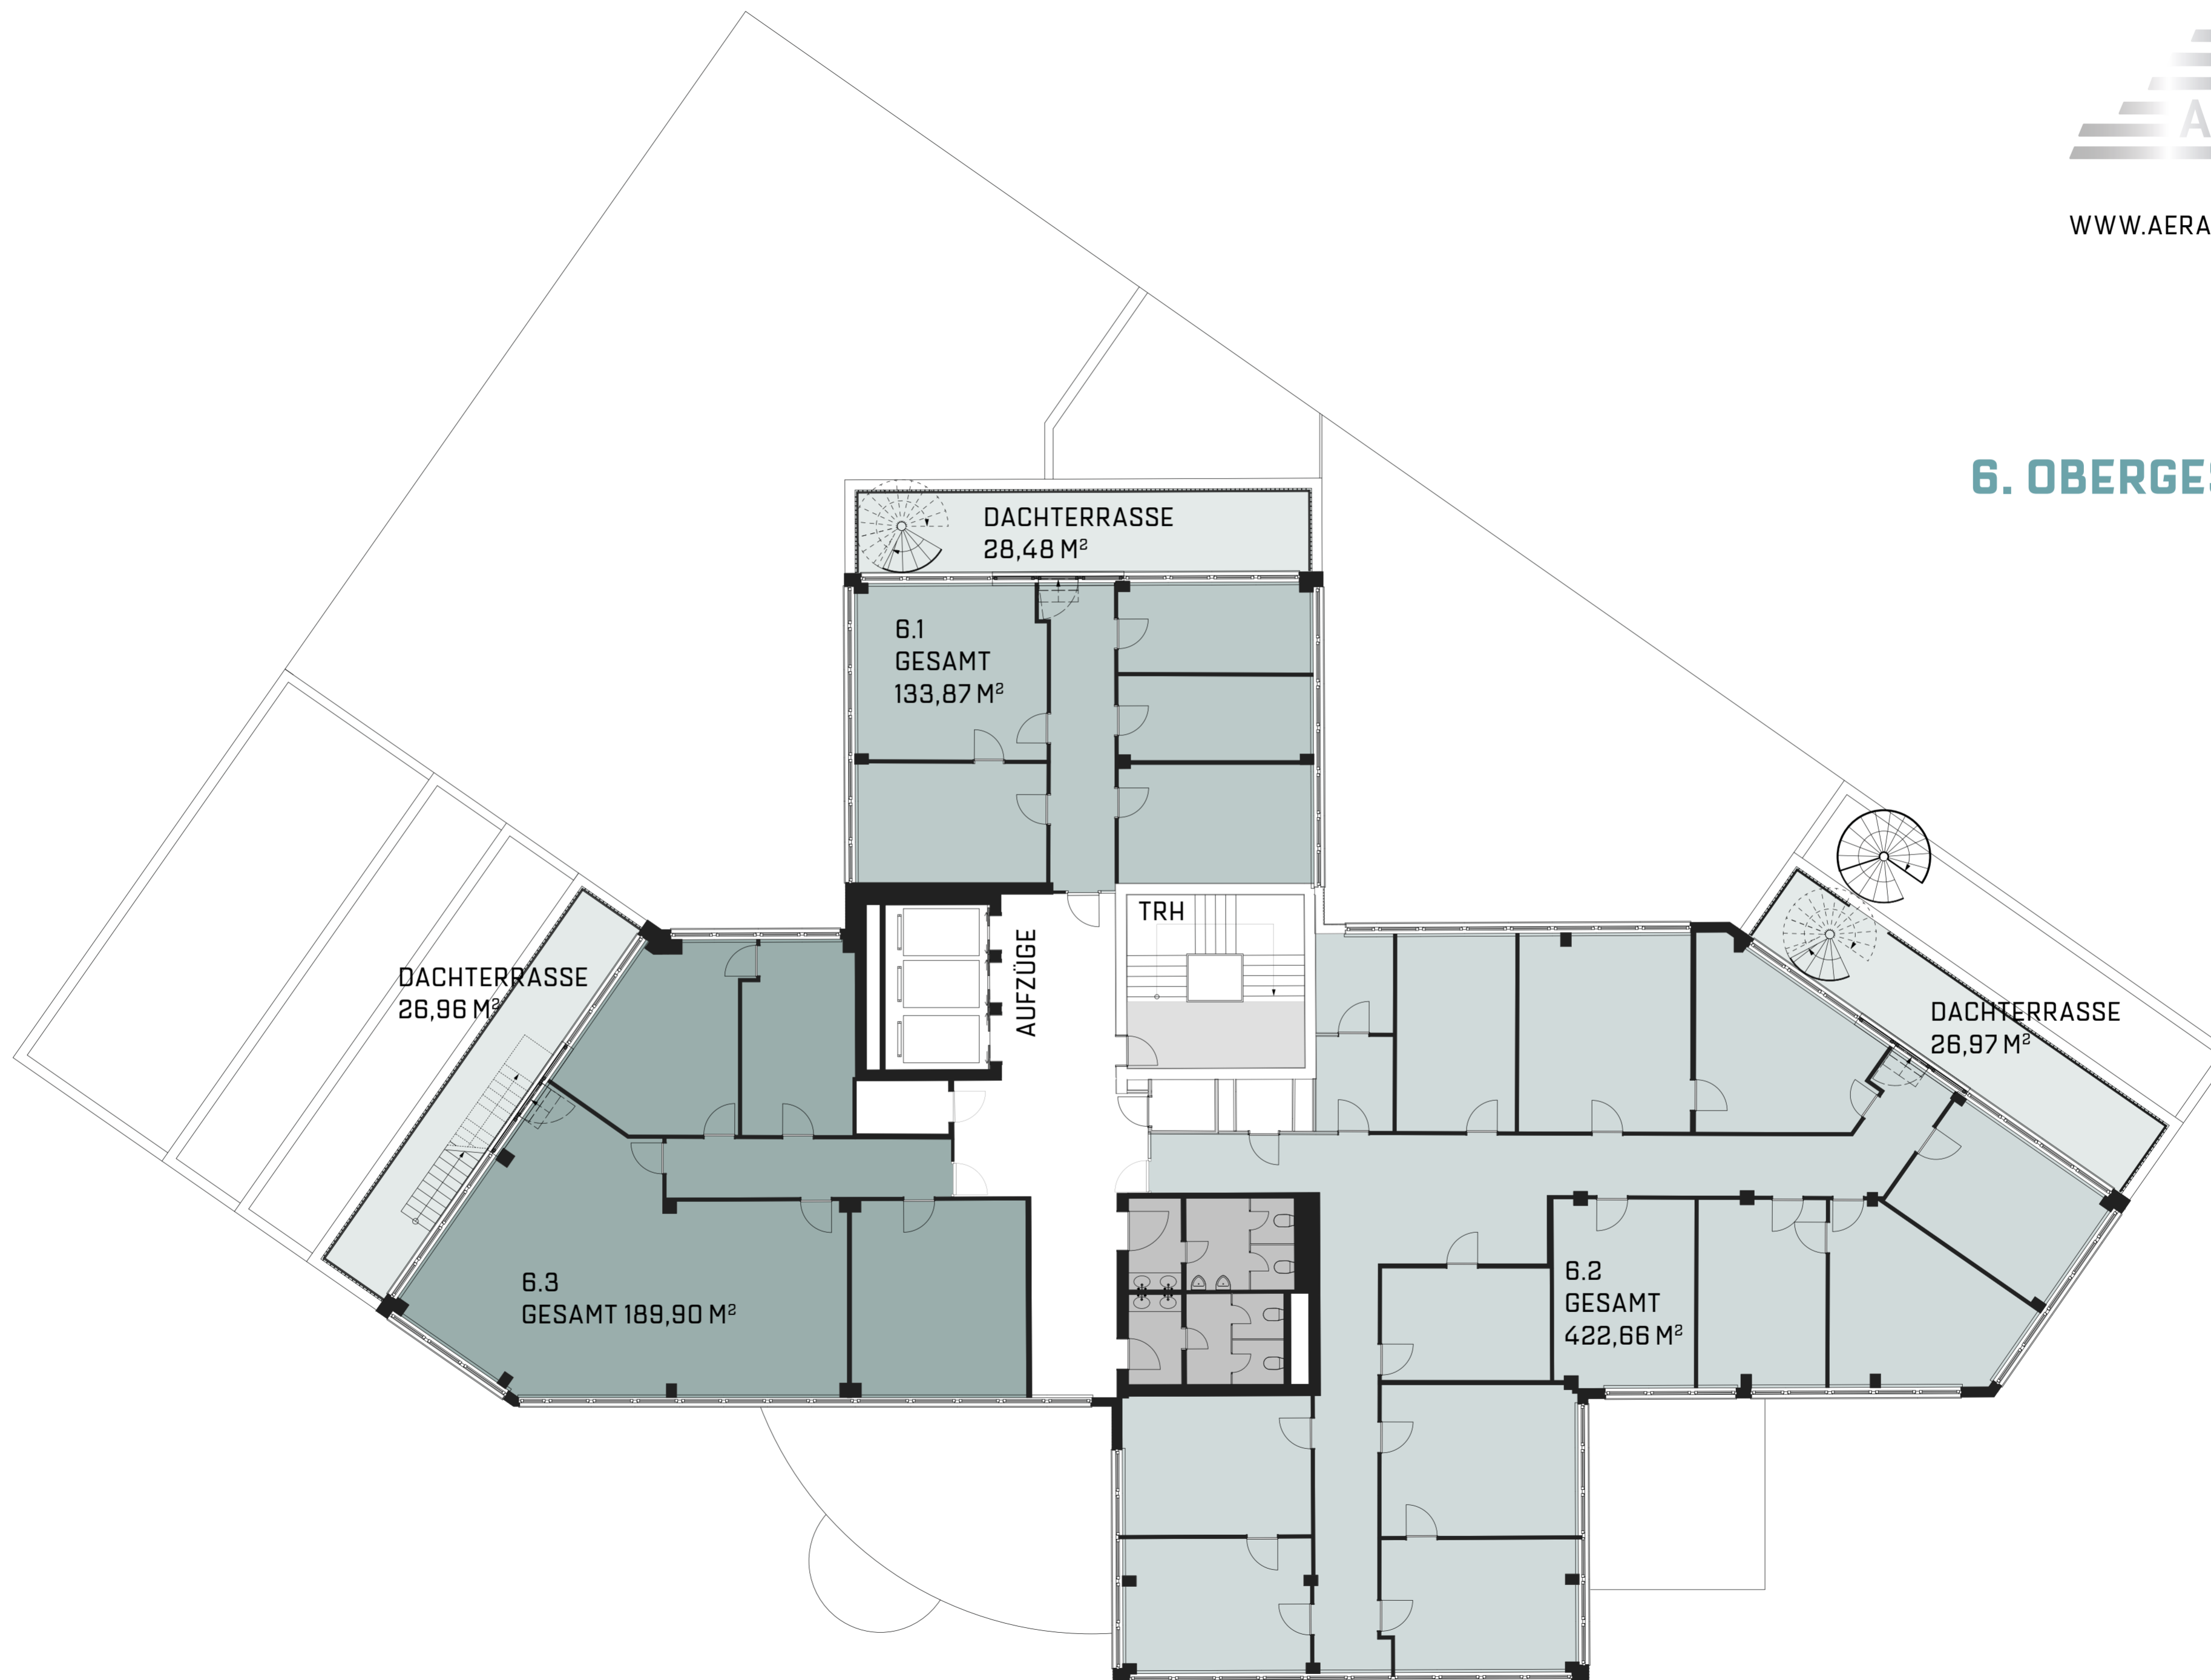 A
WWW.AERA
6. OBERGES
DACHTERRASSE
28,48 M²
6.1
GESAMT
133,87 M²
TRH
AUFZÜGE
DACHTERRASSE
26,96 M²
DACHTERRASSE
26,97 M²
6.3
GESAMT 189,90 M²
6.2
GESAMT
422,66 M²